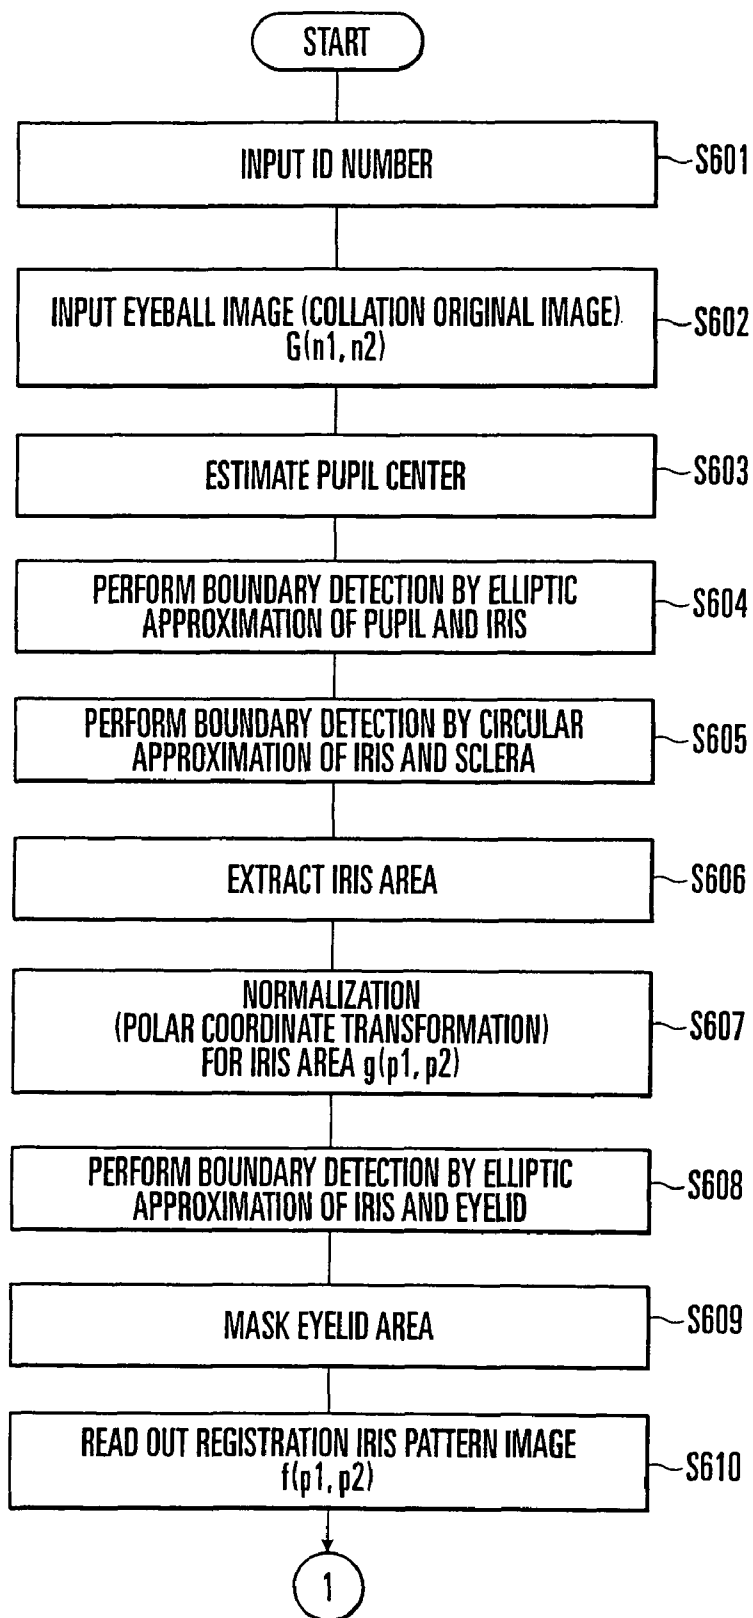 START
INPUT ID NUMBER
S601
INPUT EYEBALL IMAGE (COLLATION ORIGINAL IMAGE)
G(n1, n2)
S602
ESTIMATE PUPIL CENTER
S603
PERFORM BOUNDARY DETECTION BY ELLIPTIC
APPROXIMATION OF PUPIL AND IRIS
S604
PERFORM BOUNDARY DETECTION BY CIRCULAR
APPROXIMATION OF IRIS AND SCLERA
S605
EXTRACT IRIS AREA
S606
NORMALIZATION
(POLAR COORDINATE TRANSFORMATION)
FOR IRIS AREA g(p1, p2)
S607
PERFORM BOUNDARY DETECTION BY ELLIPTIC
APPROXIMATION OF IRIS AND EYELID
S608
MASK EYELID AREA
S609
READ OUT REGISTRATION IRIS PATTERN IMAGE
f(p1, p2)
S610
1